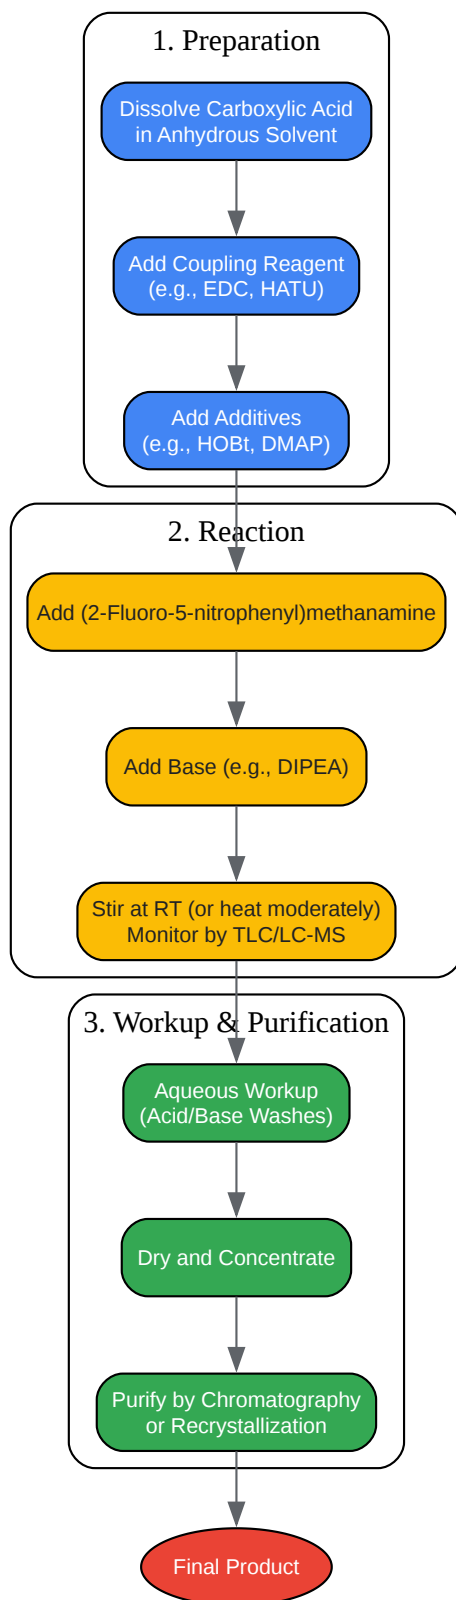 1. Preparation
Dissolve Carboxylic Acid
in Anhydrous Solvent
Add Coupling Reagent
(e.g., EDC, HATU)
Add Additives
(e.g., HOBt, DMAP)
2. Reaction
Add (2-Fluoro-5-nitrophenyl)methanamine
Add Base (e.g., DIPEA)
Stir at RT (or heat moderately)
Monitor by TLC/LC-MS
3. Workup & Purification
Aqueous Workup
(Acid/Base Washes)
Dry and Concentrate
Purify by Chromatography
or Recrystallization
Final Product